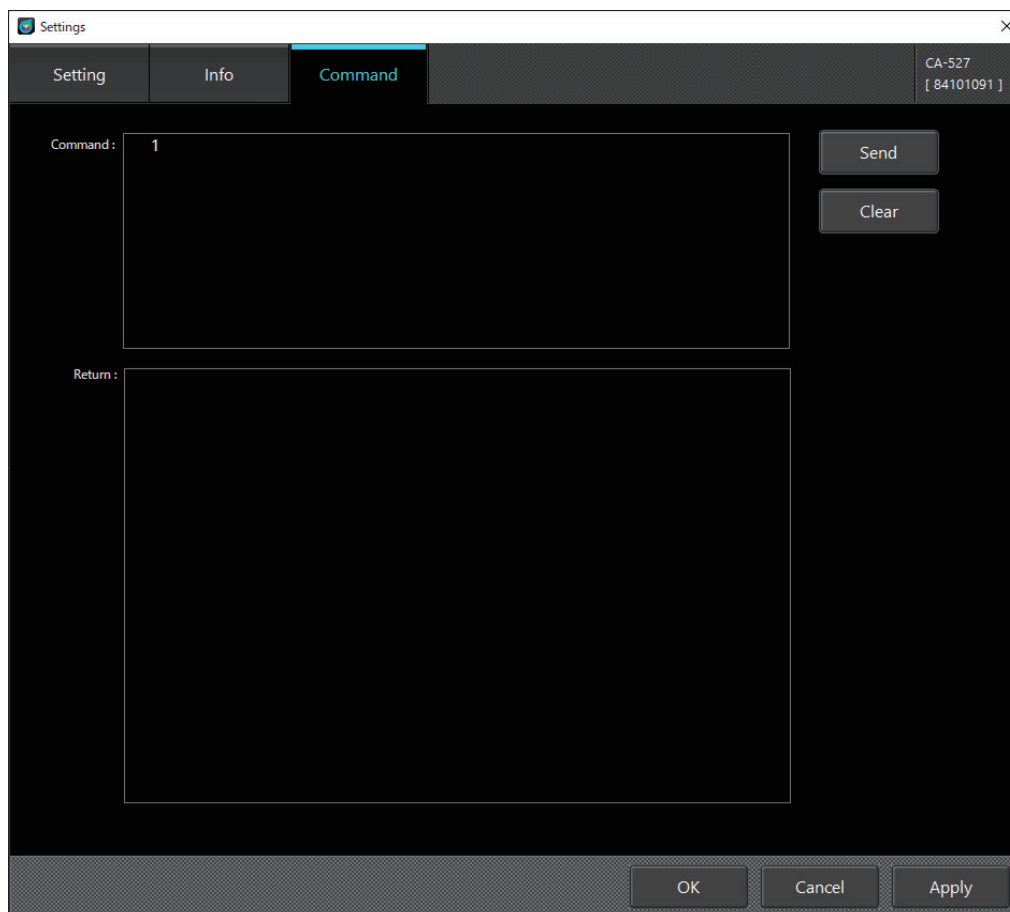 Settings
Setting Info Command
CA-527
[ 84101091 ]
Command :
1
Send
Clear
Return :
OK Cancel Apply